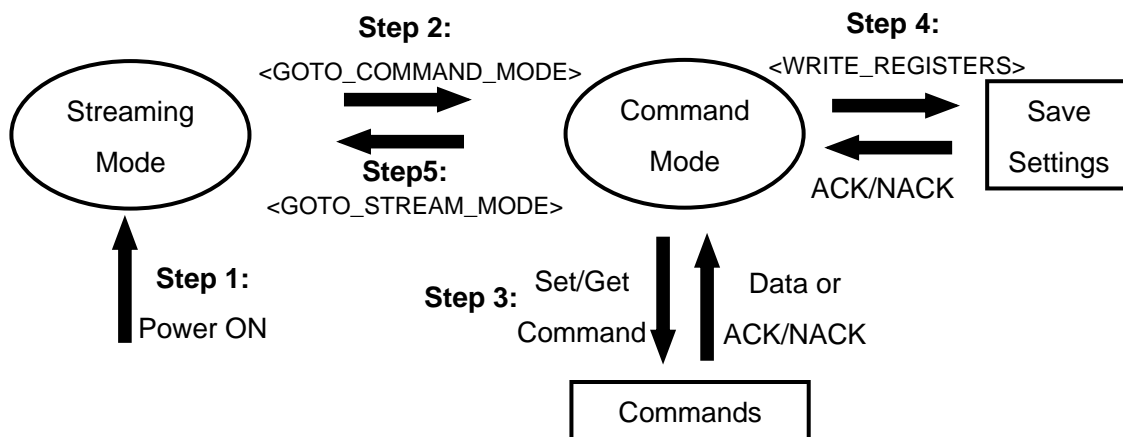 Step 2:
<GOTO_COMMAND_MODE>
Step 4:
<WRITE_REGISTERS>
Streaming
Mode
Command
Mode
Save
Settings
Step5:
<GOTO_STREAM_MODE>
ACK/NACK
Step 1:
Power ON
Step 3:
Set/Get
Command
Data or
ACK/NACK
Commands